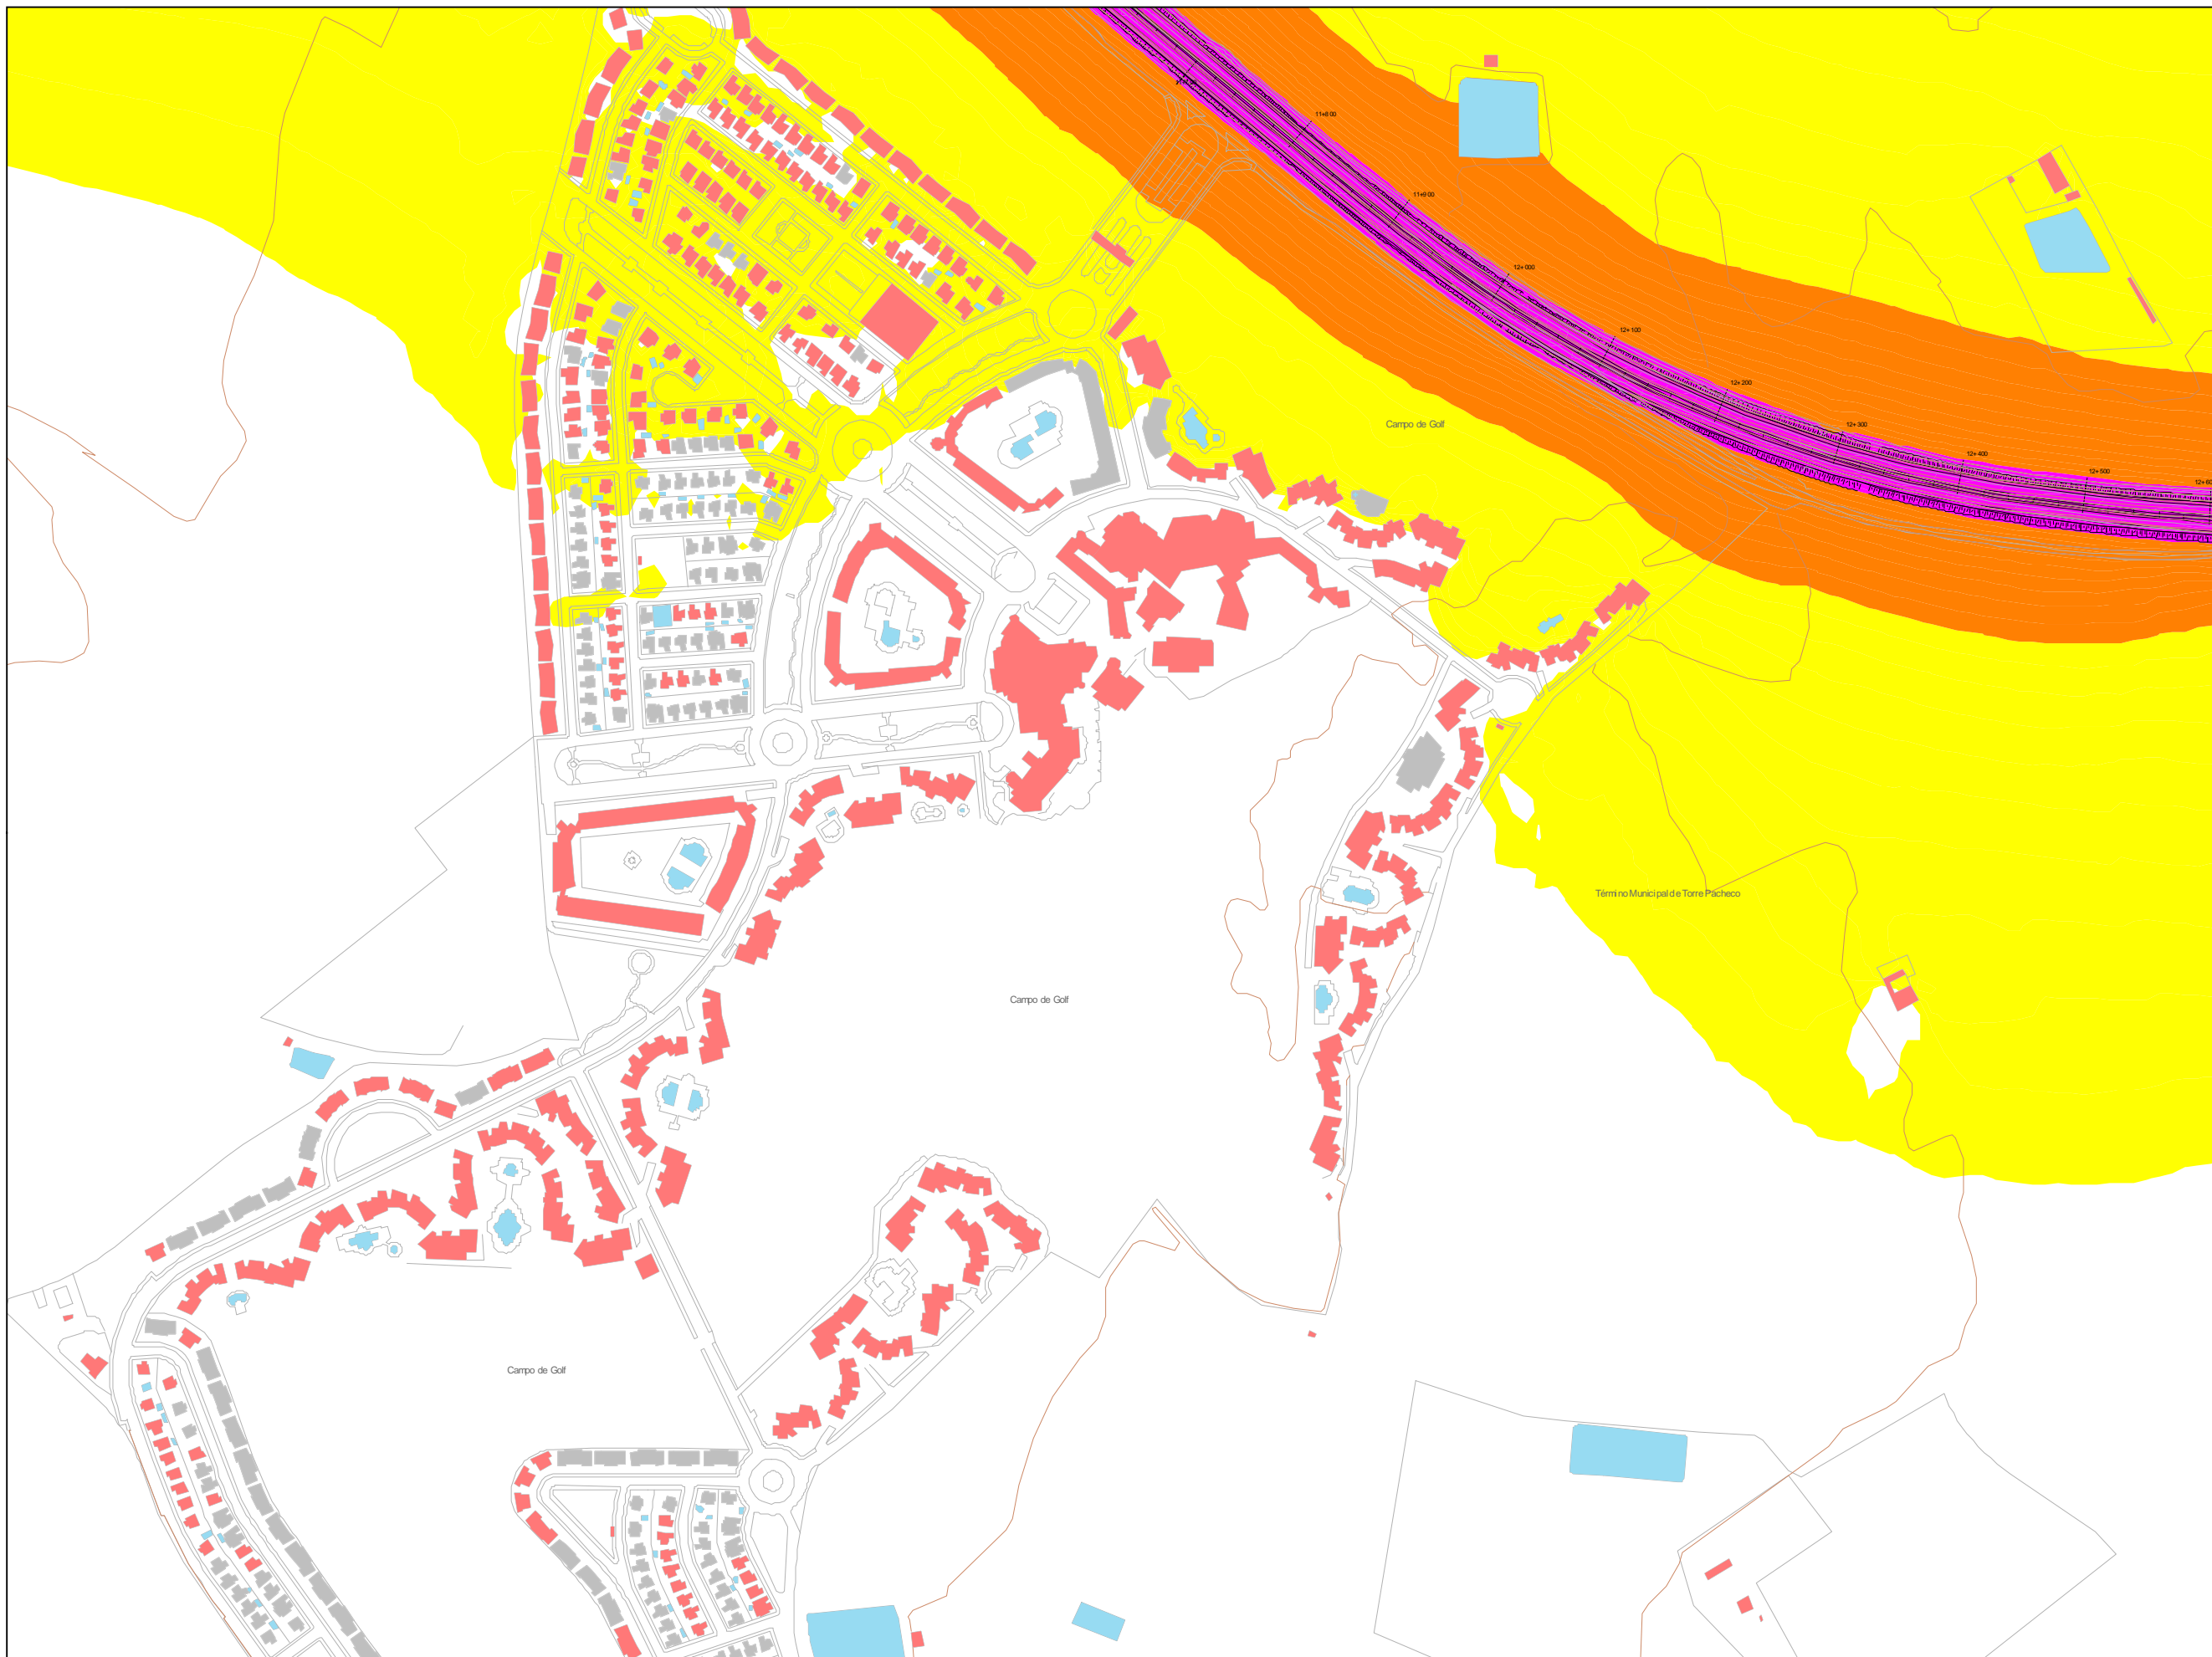 11+800
11+900
12+000
12+100
12+200
12+300
Campo de Golf
12+400
12+500
Término Municipal de Torre Pacheco
Campo de Golf
Campo de Golf